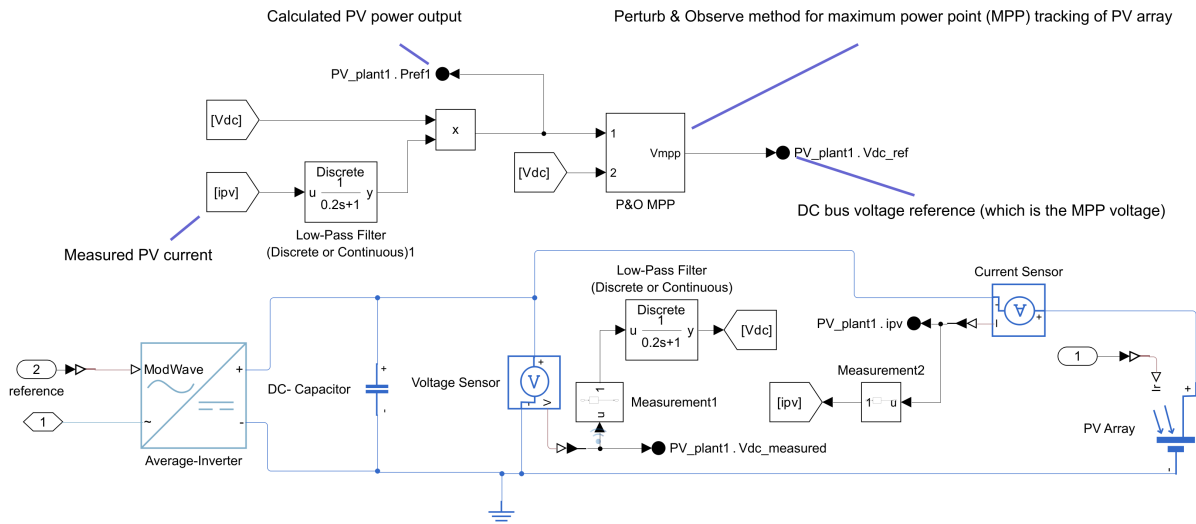 Calculated PV power output
Perturb & Observe method for maximum power point (MPP) tracking of PV array
PV_plant1 . Pref1
[Vdc]
x
1
Vmpp
2
PV_plant1 . Vdc_ref
[Vdc]
P&O MPP
Discrete
u 1 y
0.2s+1
[ipv]
Low-Pass Filter
(Discrete or Continuous)1
DC bus voltage reference (which is the MPP voltage)
Measured PV current
Low-Pass Filter
(Discrete or Continuous)
Current Sensor
Discrete
u 1 y
0.2s+1
[Vdc]
PV_plant1 . ipv
A
-
+
I
2
reference
ModWave
+
~
-
1
Average-Inverter
DC- Capacitor
+
-
Voltage Sensor
+
V
-
V
1
u
Measurement1
PV_plant1 . Vdc_measured
Measurement2
[ipv]
1 u
1
Ir
+
PV Array
-